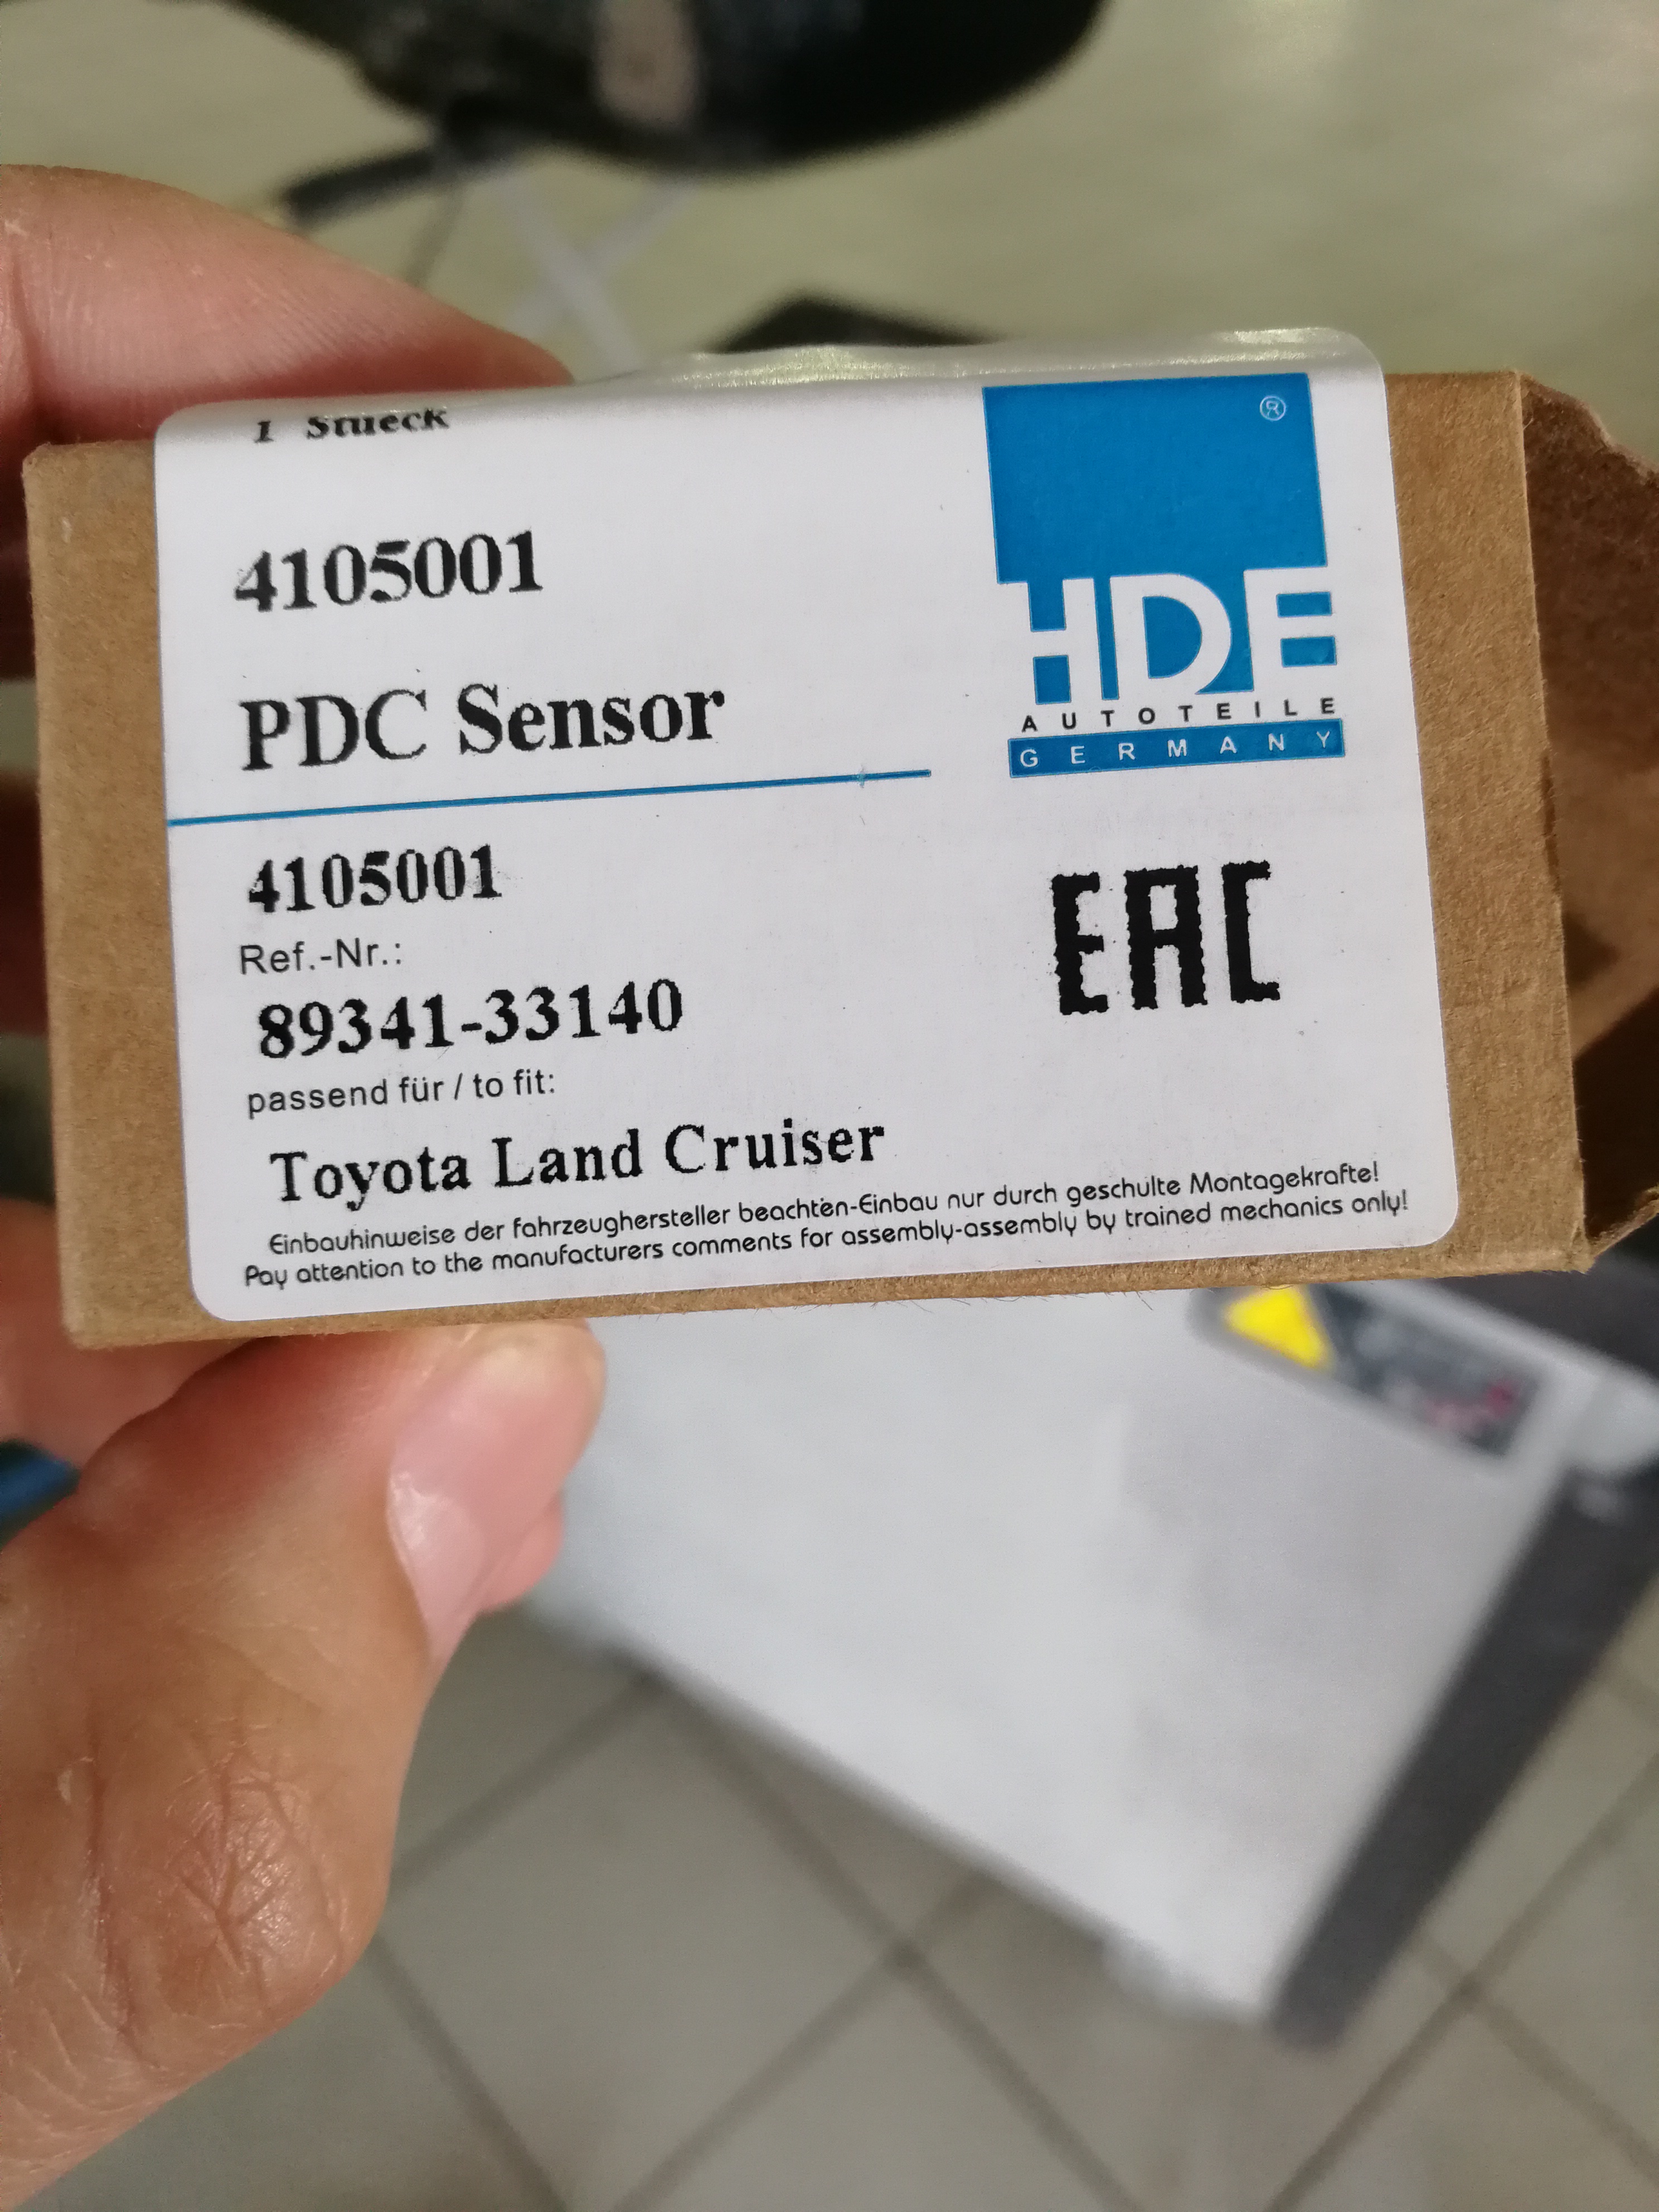 1 Stueck
4105001
PDC Sensor
®
HDE
AUTOTEILE
GERMANY
4105001
Ref.-Nr.:
89341-33140
passend für / to fit:
Toyota Land Cruiser
EAC
Einbauhinweise der fahrzeughersteller beachten-Einbau nur durch geschulte Montagekrafte!
Pay attention to the manufacturers comments for assembly-assembly by trained mechanics only!